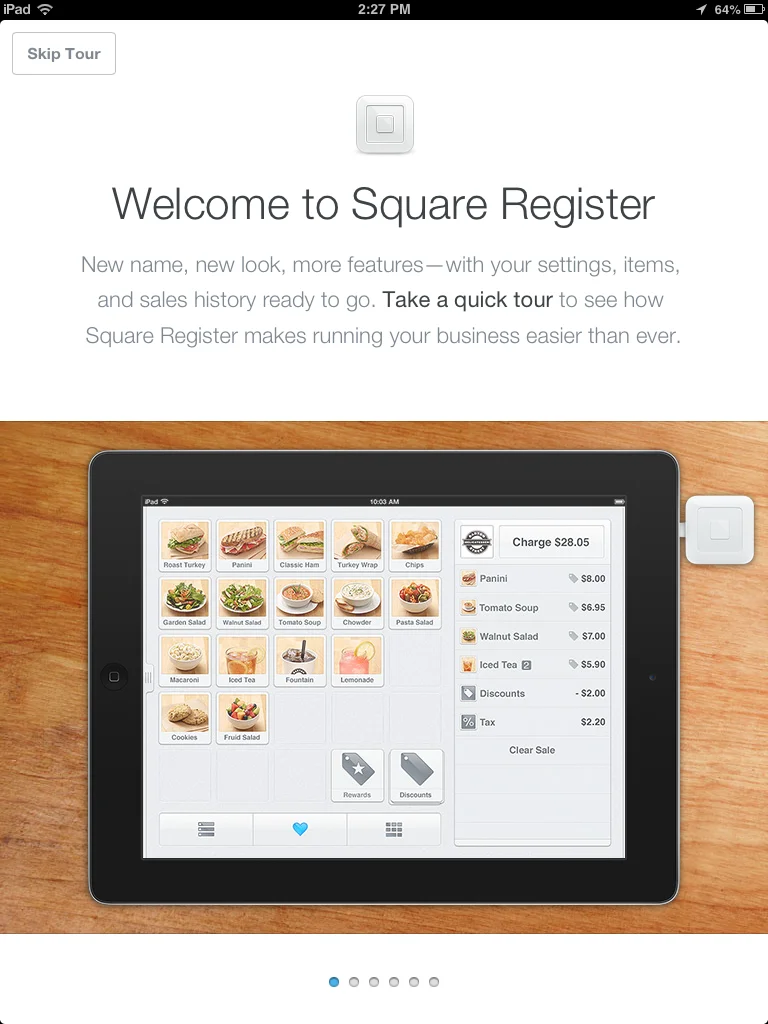 iPad 2:27 PM 64%
Skip Tour
Welcome to Square Register
New name, new look, more features—with your settings, items,
and sales history ready to go. Take a quick tour to see how
Square Register makes running your business easier than ever.
iPad 10:03 AM
Roast Turkey Panini Classic Ham Turkey Wrap Chips
Garden Salad Walnut Salad Tomato Soup Chowder Pasta Salad
Macaroni Iced Tea Fountain Lemonade
Cookies Fruid Salad
Rewards Discounts
Charge $28.05
Panini $8.00
Tomato Soup $6.95
Walnut Salad $7.00
Iced Tea 2 $5.90
Discounts - $2.00
% Tax $2.20
Clear Sale